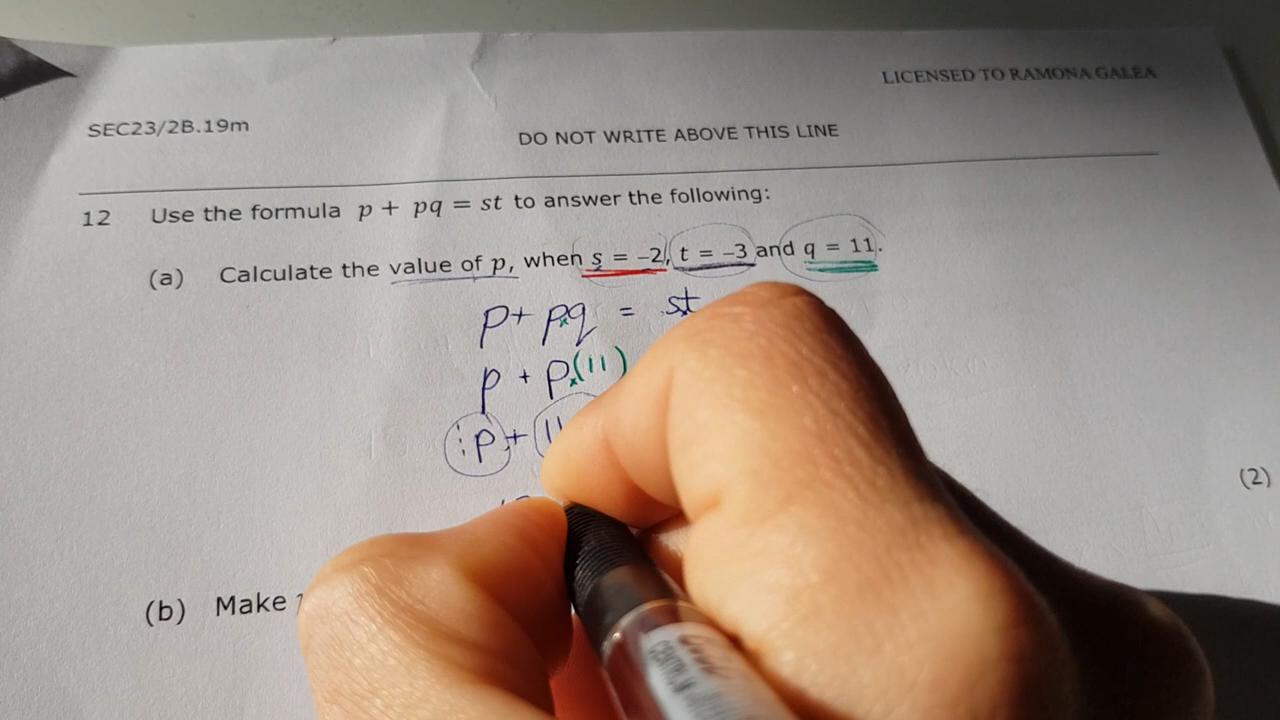 LICENSED TO RAMONA GALEA
SEC23/2B.19m
DO NOT WRITE ABOVE THIS LINE
12 Use the formula p + pq = st to answer the following:
(a) Calculate the value of p, when s = –2, t = –3 and q = 11.
p + pq = st
p + p(11)
p + 11
(2)
(b) Make